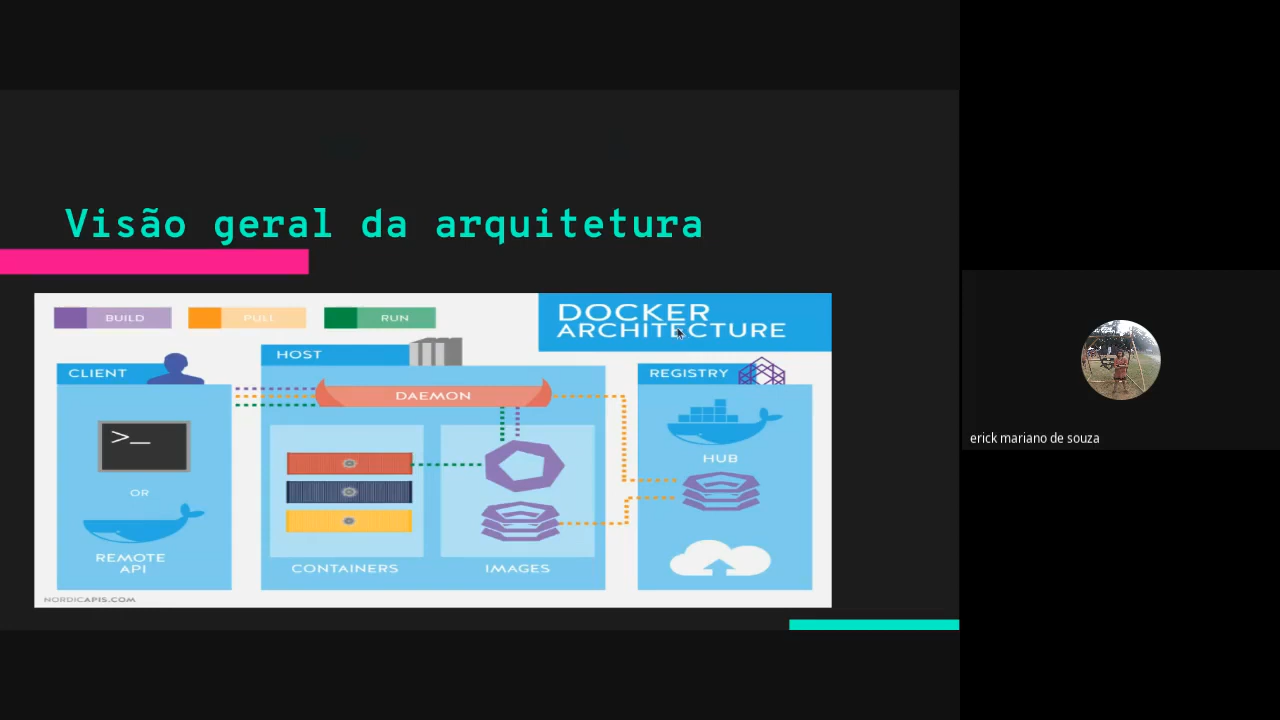 Visão geral da arquitetura
BUILD
PULL
RUN
DOCKER
ARCHITECTURE
CLIENT
HOST
REGISTRY
DAEMON
>_
OR
REMOTE
API
CONTAINERS
IMAGES
HUB
NORDICAPIS.COM
erick mariano de souza